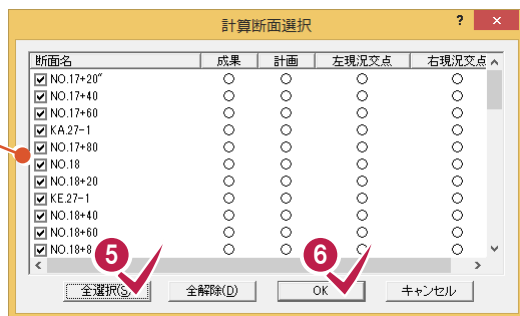 計算断面選択 ? ×
断面名 成果 計画 左現況交点 右現況交点
NO.17+20" ○ ○ ○ ○
NO.17+40 ○ ○ ○ ○
NO.17+60 ○ ○ ○ ○
KA.27-1 ○ ○ ○ ○
NO.17+80 ○ ○ ○ ○
NO.18 ○ ○ ○ ○
NO.18+20 ○ ○ ○ ○
KE.27-1 ○ ○ ○ ○
NO.18+40 ○ ○ ○ ○
NO.18+60 ○ ○ ○ ○
NO.18+8 ○ ○ ○ ○
5 6
全選択(S) 全解除(D) OK キャンセル